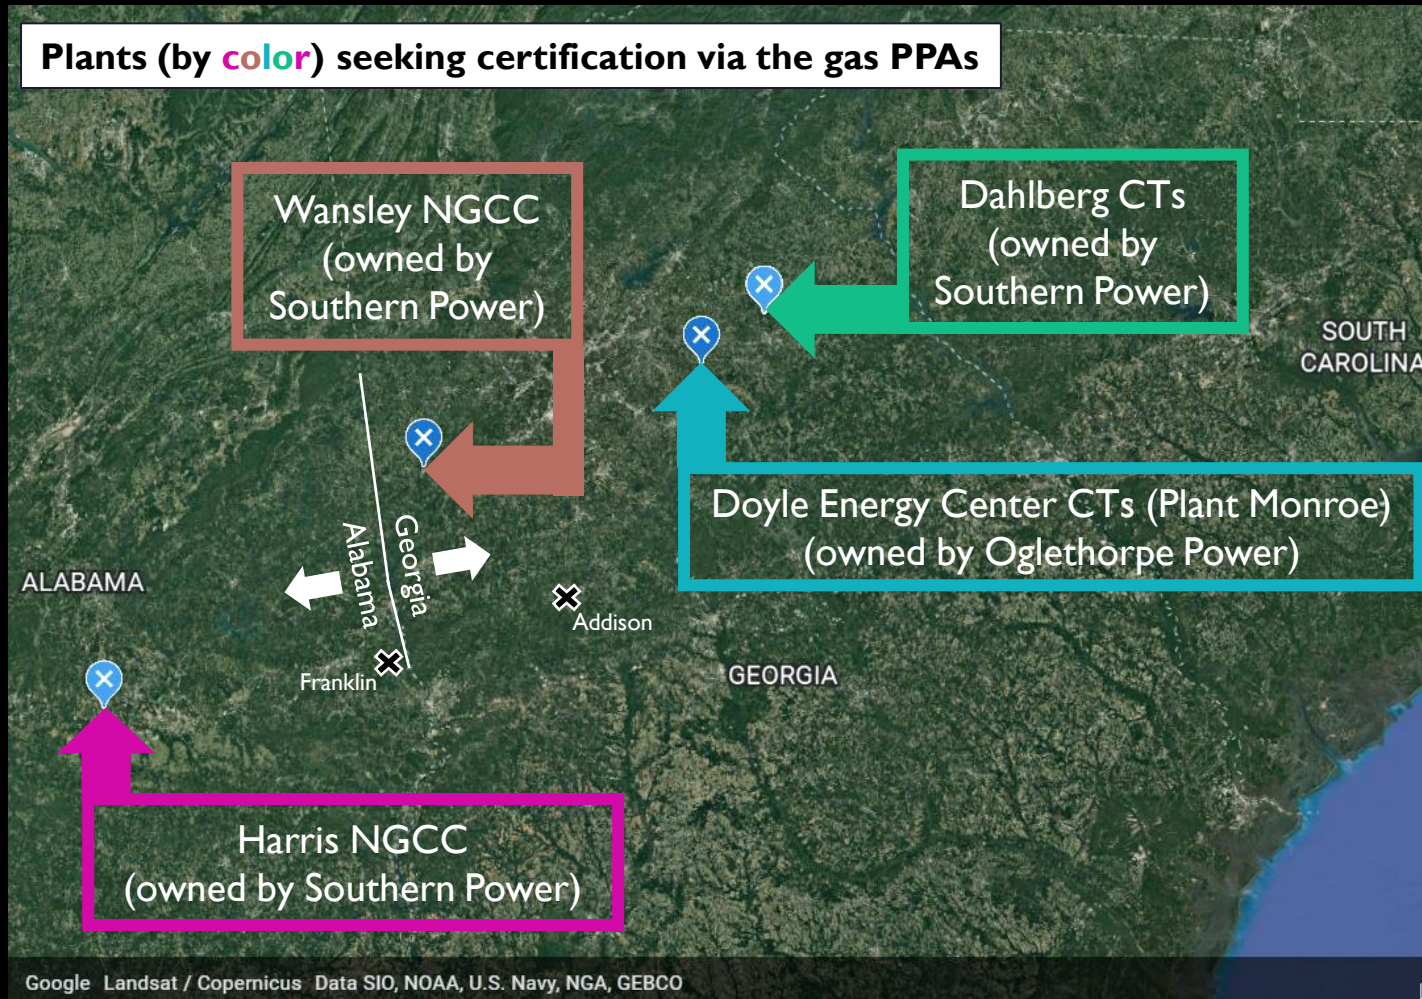 Plants (by color) seeking certification via the gas PPAs
Wansley NGCC
(owned by
Southern Power)
Dahlberg CTs
(owned by
Southern Power)
SOUTH
CAROLINA
Doyle Energy Center CTs (Plant Monroe)
(owned by Oglethorpe Power)
Georgia
Alabama
ALABAMA
Addison
Franklin
GEORGIA
Harris NGCC
(owned by Southern Power)
Google Landsat / Copernicus Data SIO, NOAA, U.S. Navy, NGA, GEBCO